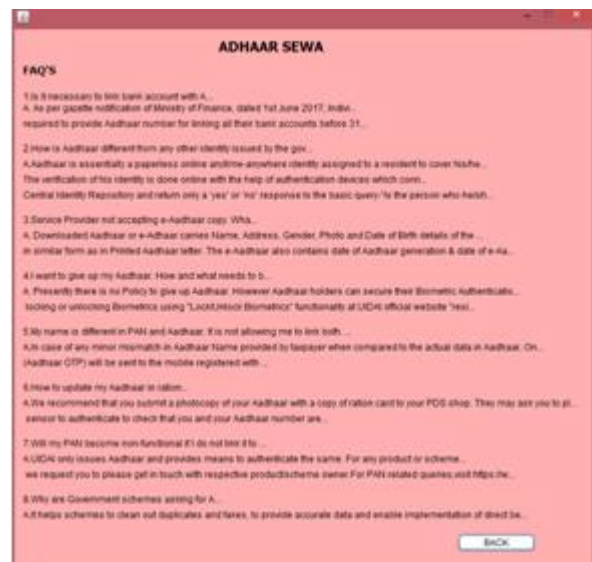 ADHAAR SEWA
FAQ'S
1.Is it necessary to link bank account with A...
A. As per gazette notification of Ministry of Finance, dated 1st June 2017, Indivi...
required to provide Aadhaar number for linking all their bank accounts before 31...
2.How is Aadhaar different from any other identity issued by the gov...
A.Aadhaar is essentially a paperless online anytime-anywhere identity assigned to a resident to cover his/he...
The verification of his identity is done online with the help of authentication devices which conn...
Central Identity Repository and return only a 'yes' or 'no' response to the basic query-"Is the person who he/sh...
3.Service Provider not accepting e-Aadhaar copy. Wha...
A. Downloaded Aadhaar or e-Adhaar carries Name, Address, Gender, Photo and Date of Birth details of the ...
in similar form as in Printed Aadhaar letter. The e-Aadhaar also contains date of Aadhaar generation & date of e-Aa...
4.I want to give up my Aadhaar. How and what needs to b...
A. Presently there is no Policy to give up Aadhaar. However Aadhaar holders can secure their Biometric Authenticatio...
locking or unlocking Biometrics using "Lock/Unlock Biometrics" functionality at UIDAI official website "resi...
5.My name is different in PAN and Aadhaar. It is not allowing me to link both. ...
A.In case of any minor mismatch in Aadhaar Name provided by taxpayer when compared to the actual data in Aadhaar, On...
(Aadhaar OTP) will be sent to the mobile registered with ...
6.How to update my Aadhaar in ration...
A.We recommend that you submit a photocopy of your Aadhaar with a copy of ration card to your PDS shop. They may ask you to pl...
sensor to authenticate to check that you and your Aadhaar number are...
7.Will my PAN become non-functional if I do not link it to ...
A.UIDAI only issues Aadhaar and provides means to authenticate the same. For any product or scheme...
we request you to please get in touch with respective product/scheme owner.For PAN related queries,visit https://w...
8.Why are Government schemes asking for A...
A.It helps schemes to clean out duplicates and fakes, to provide accurate data and enable implementation of direct be...
BACK